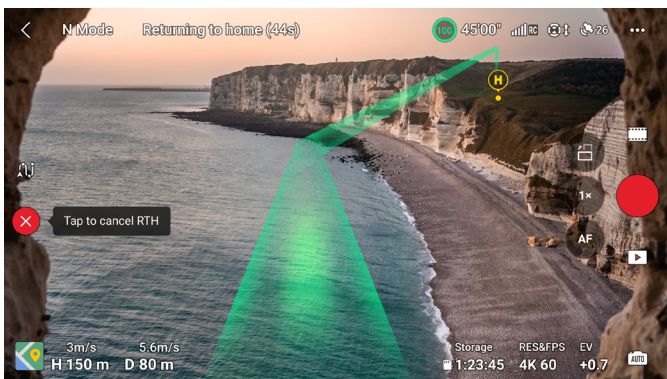 N Mode
Returning to home (44s)
100
45'00"
RC
26
H
1×
Tap to cancel RTH
AF
3m/s
5.6m/s
H 150 m
D 80 m
Storage
1:23:45
RES&FPS
4K 60
EV
+0.7
AUTO